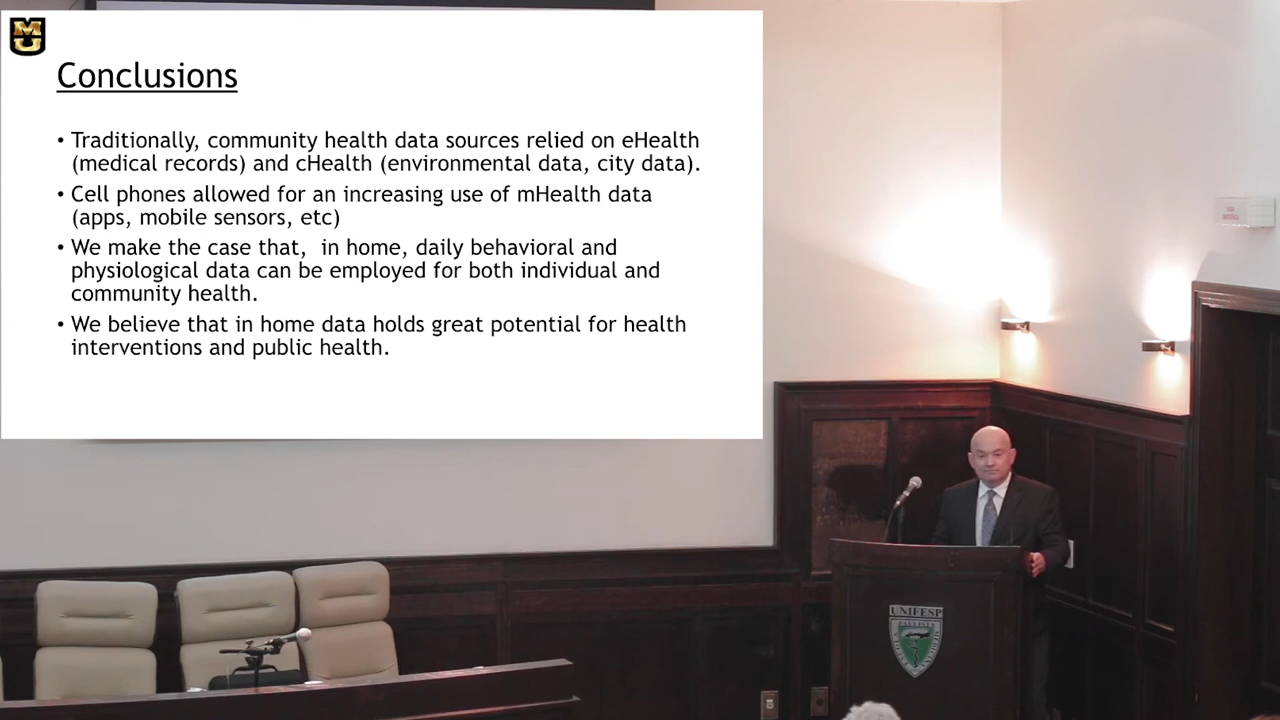 MU
Conclusions
• Traditionally, community health data sources relied on eHealth
(medical records) and cHealth (environmental data, city data).
• Cell phones allowed for an increasing use of mHealth data
(apps, mobile sensors, etc)
• We make the case that,  in home, daily behavioral and
physiological data can be employed for both individual and
community health.
• We believe that in home data holds great potential for health
interventions and public health.
UNIFESP